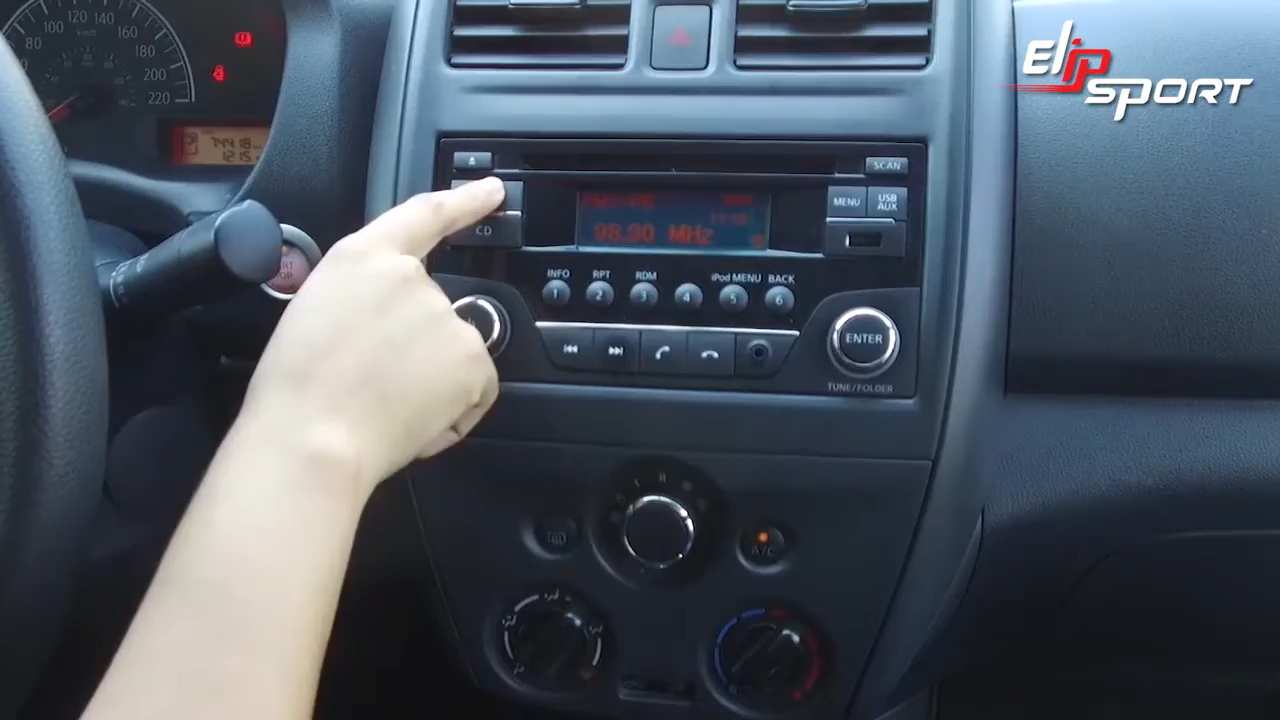 120 140
100
160
80
km/h
180
200
220
Elip
SPORT
SCAN
MENU
USB
AUX
CD
98.90 MHz
INFO
RPT
RDM
iPod MENU
BACK
1
2
3
4
5
6
ENTER
TUNE/FOLDER
A/C